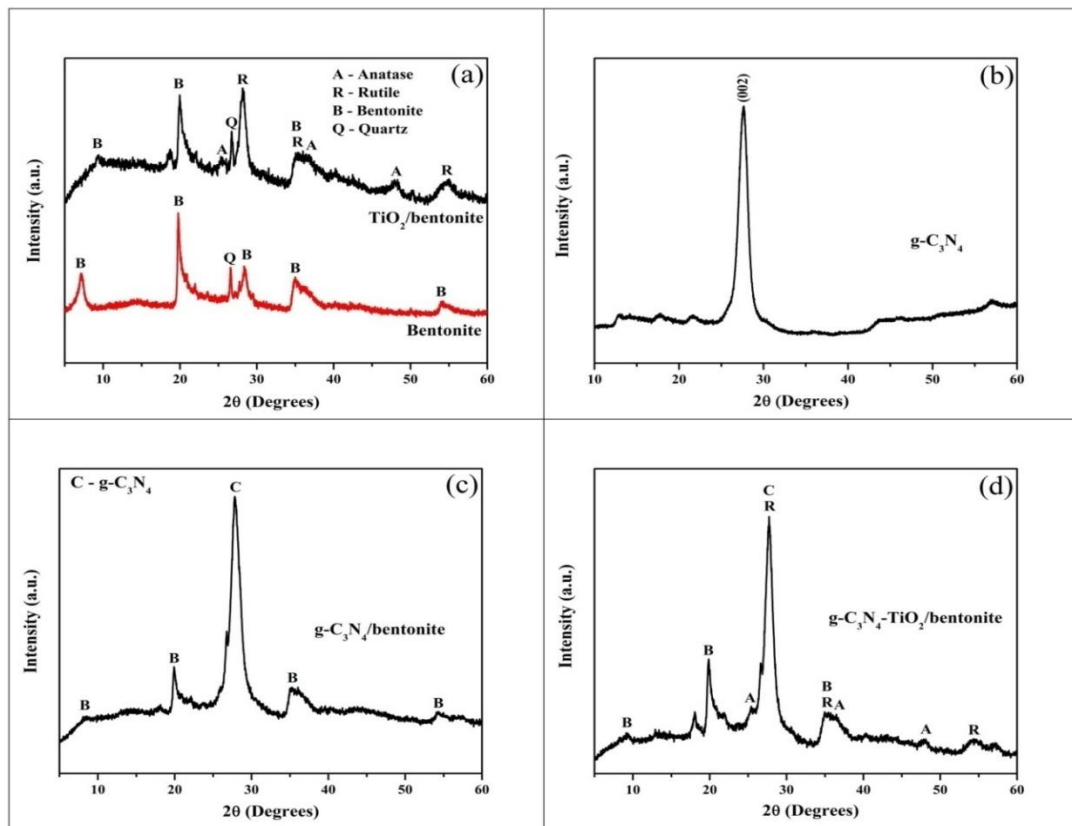 (a)
A - Anatase
R - Rutile
B - Bentonite
Q - Quartz
B
B
A
Q
R
B
R
A
A
R
TiO₂/bentonite
B
B
Q
B
B
B
Bentonite
Intensity (a.u.)
10 20 30 40 50 60
2θ (Degrees)
(b)
(002)
g-C₃N₄
Intensity (a.u.)
10 20 30 40 50 60
2θ (Degrees)
(c)
C - g-C₃N₄
C
g-C₃N₄/bentonite
B
B
B
B
Intensity (a.u.)
10 20 30 40 50 60
2θ (Degrees)
(d)
C
R
g-C₃N₄-TiO₂/bentonite
B
B
A
B
R
A
A
R
Intensity (a.u.)
10 20 30 40 50 60
2θ (Degrees)